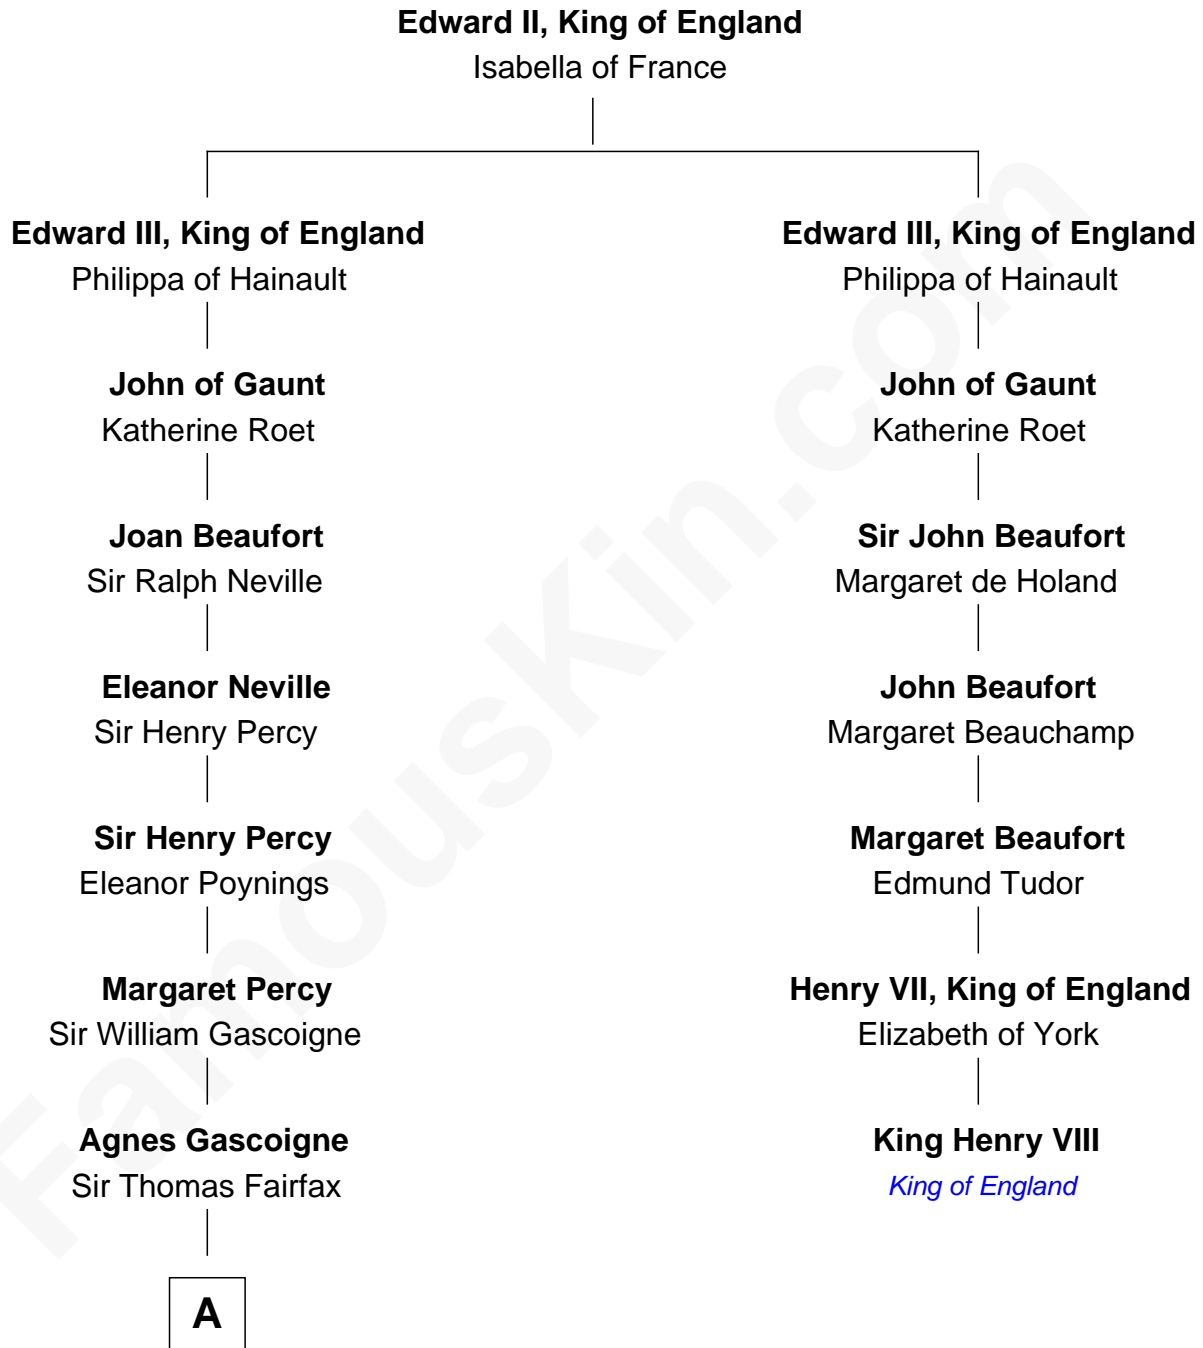 Edward II, King of England
Isabella of France
Edward III, King of England
Philippa of Hainault
John of Gaunt
Katherine Roet
Joan Beaufort
Sir Ralph Neville
Eleanor Neville
Sir Henry Percy
Sir Henry Percy
Eleanor Poynings
Margaret Percy
Sir William Gascoigne
Agnes Gascoigne
Sir Thomas Fairfax
A
Edward III, King of England
Philippa of Hainault
John of Gaunt
Katherine Roet
Sir John Beaufort
Margaret de Holand
John Beaufort
Margaret Beauchamp
Margaret Beaufort
Edmund Tudor
Henry VII, King of England
Elizabeth of York
King Henry VIII
King of England
FamousKin.com